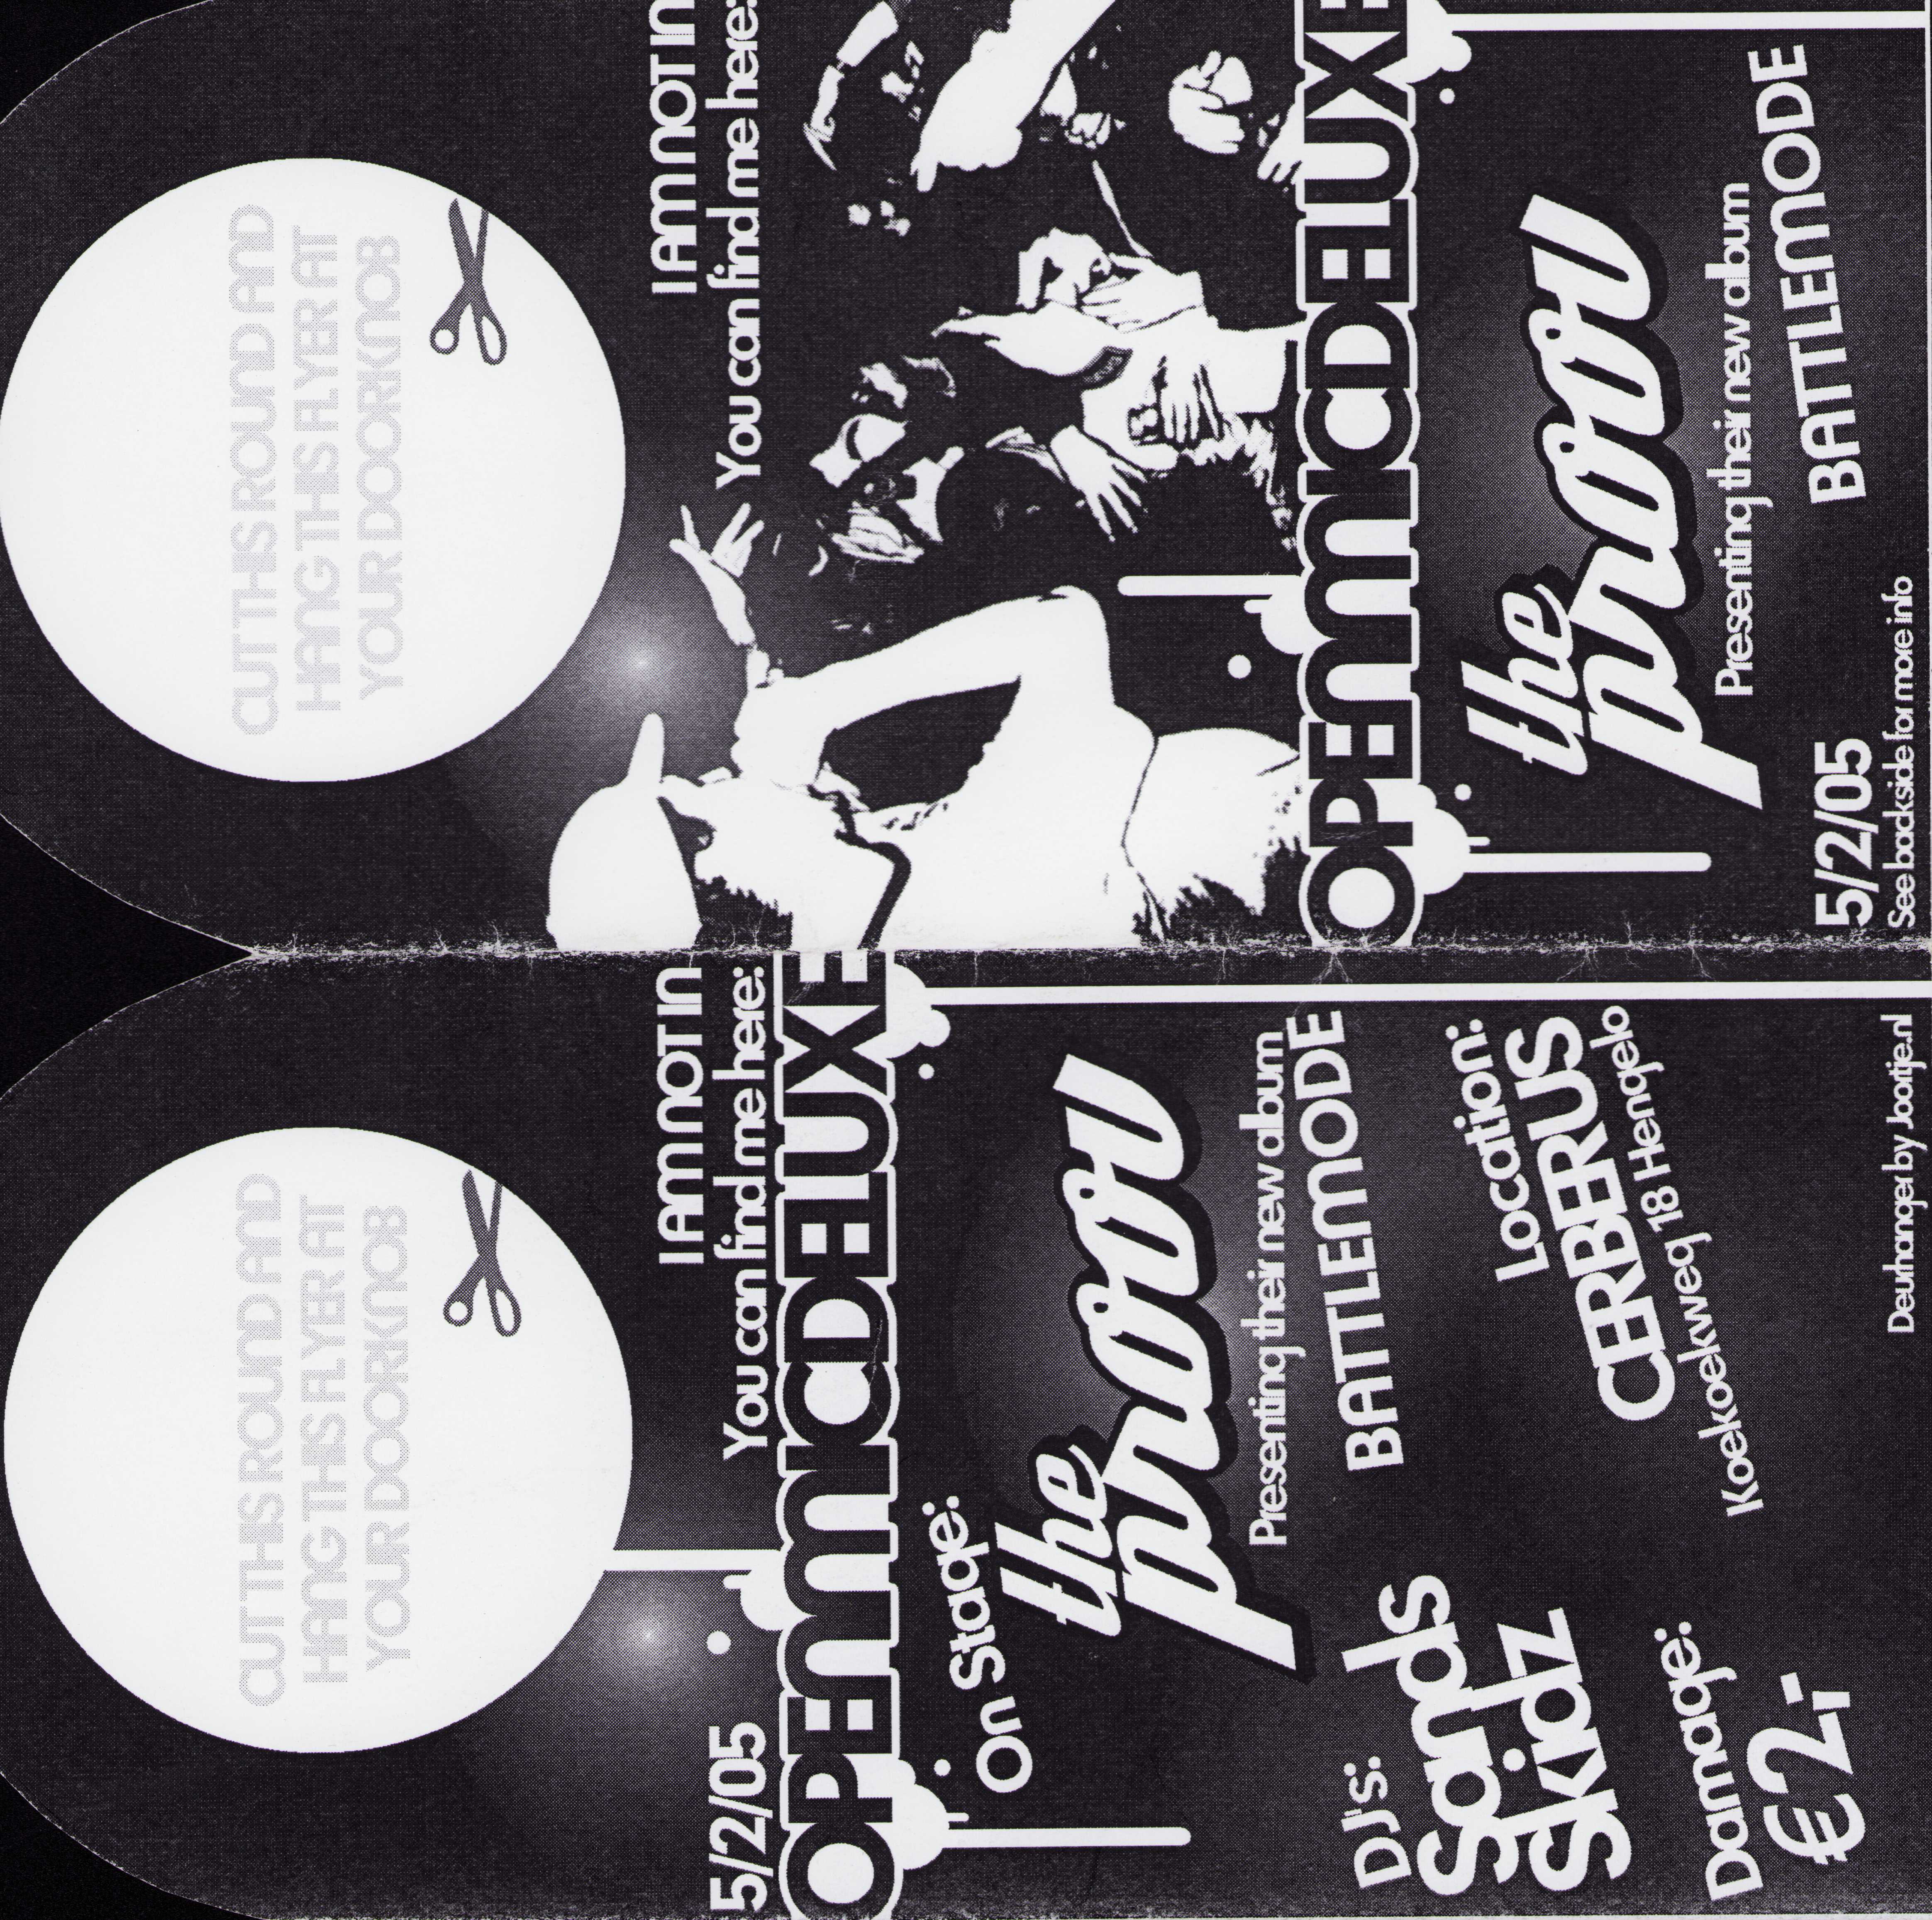 CUT THIS ROUND AND
HANG THIS FLYER AT
YOUR DOORKNOB
I AM NOT IN
You can find me here:
OPEN MIC DELUXE
the
proov
Presenting their new album
BATTLEMODE
5/2/05
See backside for more info
CUT THIS ROUND AND
HANG THIS FLYER AT
YOUR DOORKNOB
I AM NOT IN
You can find me here:
5/2/05
OPEN MIC DELUXE
On Stage:
the
proov
Presenting their new album
BATTLEMODE
DJ's:
Sands
Skidz
Location:
CERBERUS
Koekoekweg 18 Hengelo
Damage:
€ 2,-
Deurhanger by Joortje.nl